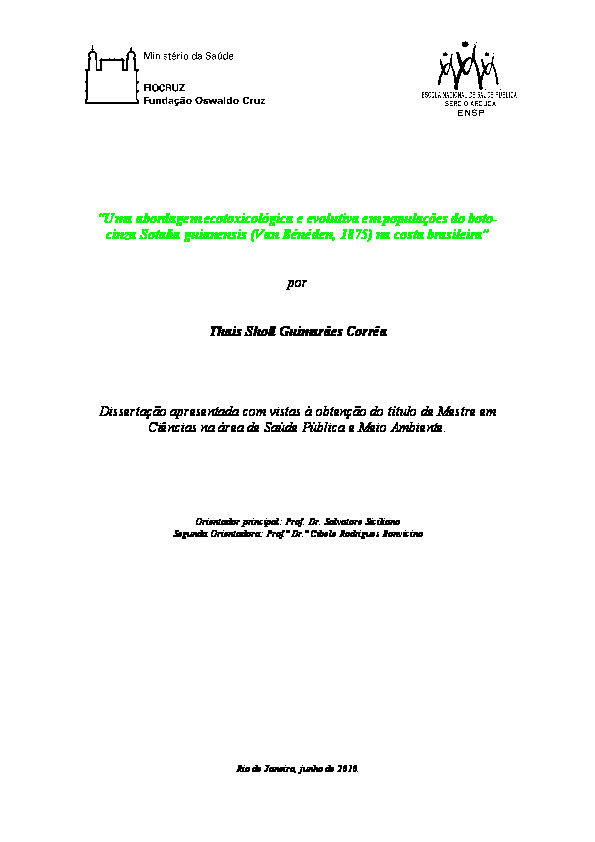 Ministério da Saúde
FIOCRUZ
Fundação Oswaldo Cruz
ESCOLA NACIONAL DE SAÚDE PÚBLICA
SERGIO AROUCA
ENSP
"Uma abordagem ecotoxicológica e evolutiva em populações do boto-
cinza Sotalia guianensis (Van Bénéden, 1875) na costa brasileira"
por
Thais Sholl Guimarães Corrêa
Dissertação apresentada com vistas à obtenção do título de Mestre em
Ciências na área de Saúde Pública e Meio Ambiente.
Orientador principal: Prof. Dr. Salvatore Siciliano
Segunda Orientadora: Prof.ª Dr.ª Cibele Rodrigues Bonvicino
Rio de Janeiro, junho de 2010.